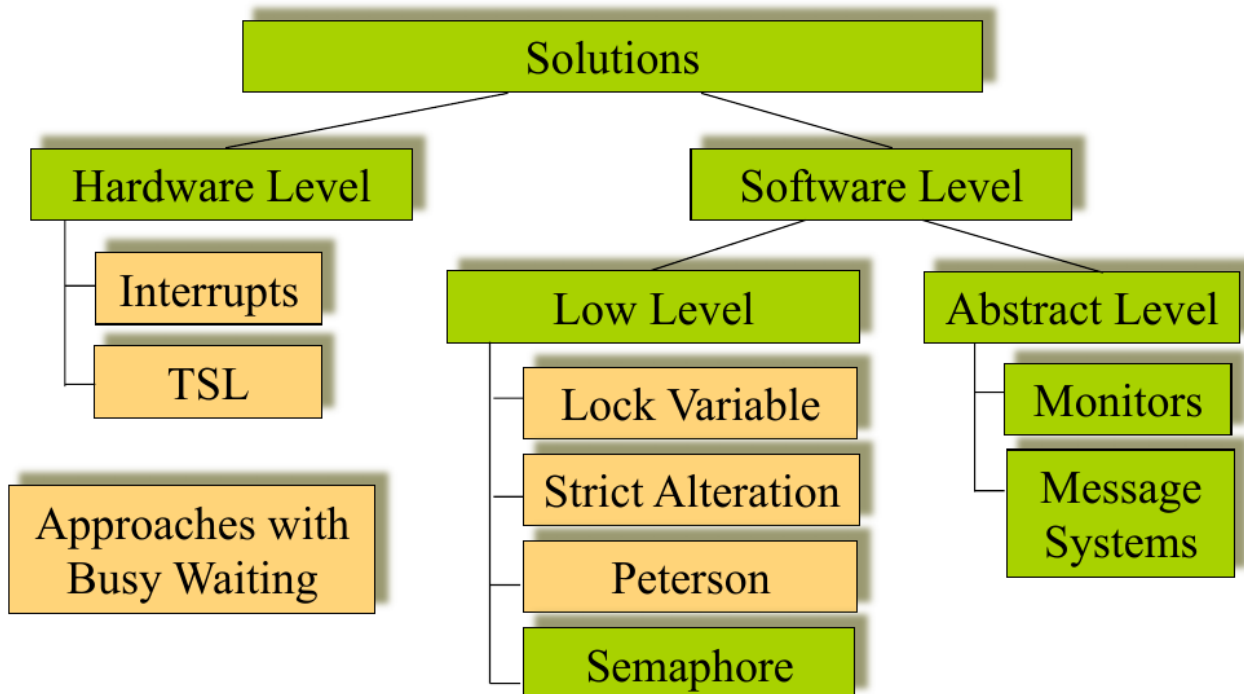 Solutions
Hardware Level
Software Level
Interrupts
TSL
Low Level
Abstract Level
Lock Variable
Strict Alteration
Peterson
Semaphore
Monitors
Message
Systems
Approaches with
Busy Waiting